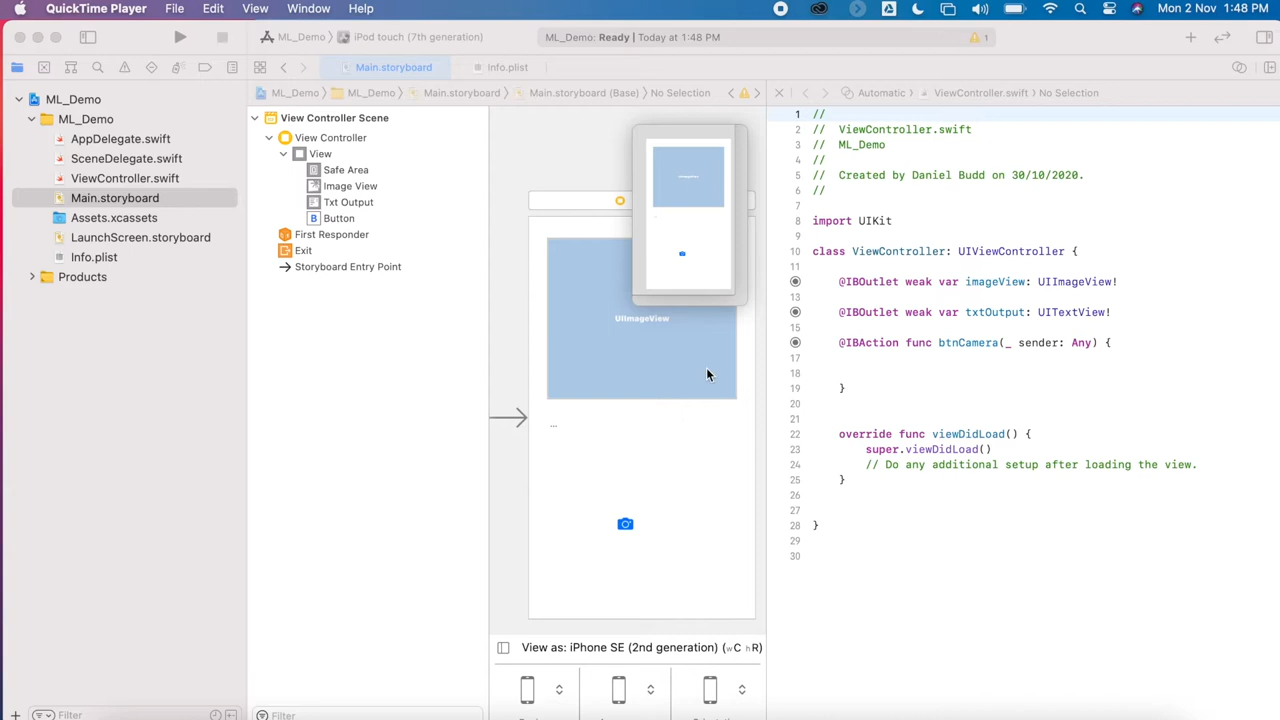 QuickTime Player File Edit View Window Help Mon 2 Nov 1:48 PM
ML_Demo iPod touch (7th generation) ML_Demo: Ready | Today at 1:48 PM 1
Main.storyboard Info.plist
ML_Demo ML_Demo Main.storyboard Main.storyboard (Base) No Selection Automatic ViewController.swift No Selection
ML_Demo
ML_Demo
AppDelegate.swift
SceneDelegate.swift
ViewController.swift
Main.storyboard
Assets.xcassets
LaunchScreen.storyboard
Info.plist
Products
Filter
View Controller Scene
View Controller
View
Safe Area
Image View
Txt Output
B Button
First Responder
Exit
Storyboard Entry Point
Filter
UIImageView
...
View as: iPhone SE (2nd generation) (wC hR)
1 //
2 // ViewController.swift
3 // ML_Demo
4 //
5 // Created by Daniel Budd on 30/10/2020.
6 //
7
8 import UIKit
9
10 class ViewController: UIViewController {
11
@IBOutlet weak var imageView: UIImageView!
13
@IBOutlet weak var txtOutput: UITextView!
15
@IBAction func btnCamera(_ sender: Any) {
17
18
19 }
20
21
22 override func viewDidLoad() {
23 super.viewDidLoad()
24 // Do any additional setup after loading the view.
25 }
26
27
28 }
29
30